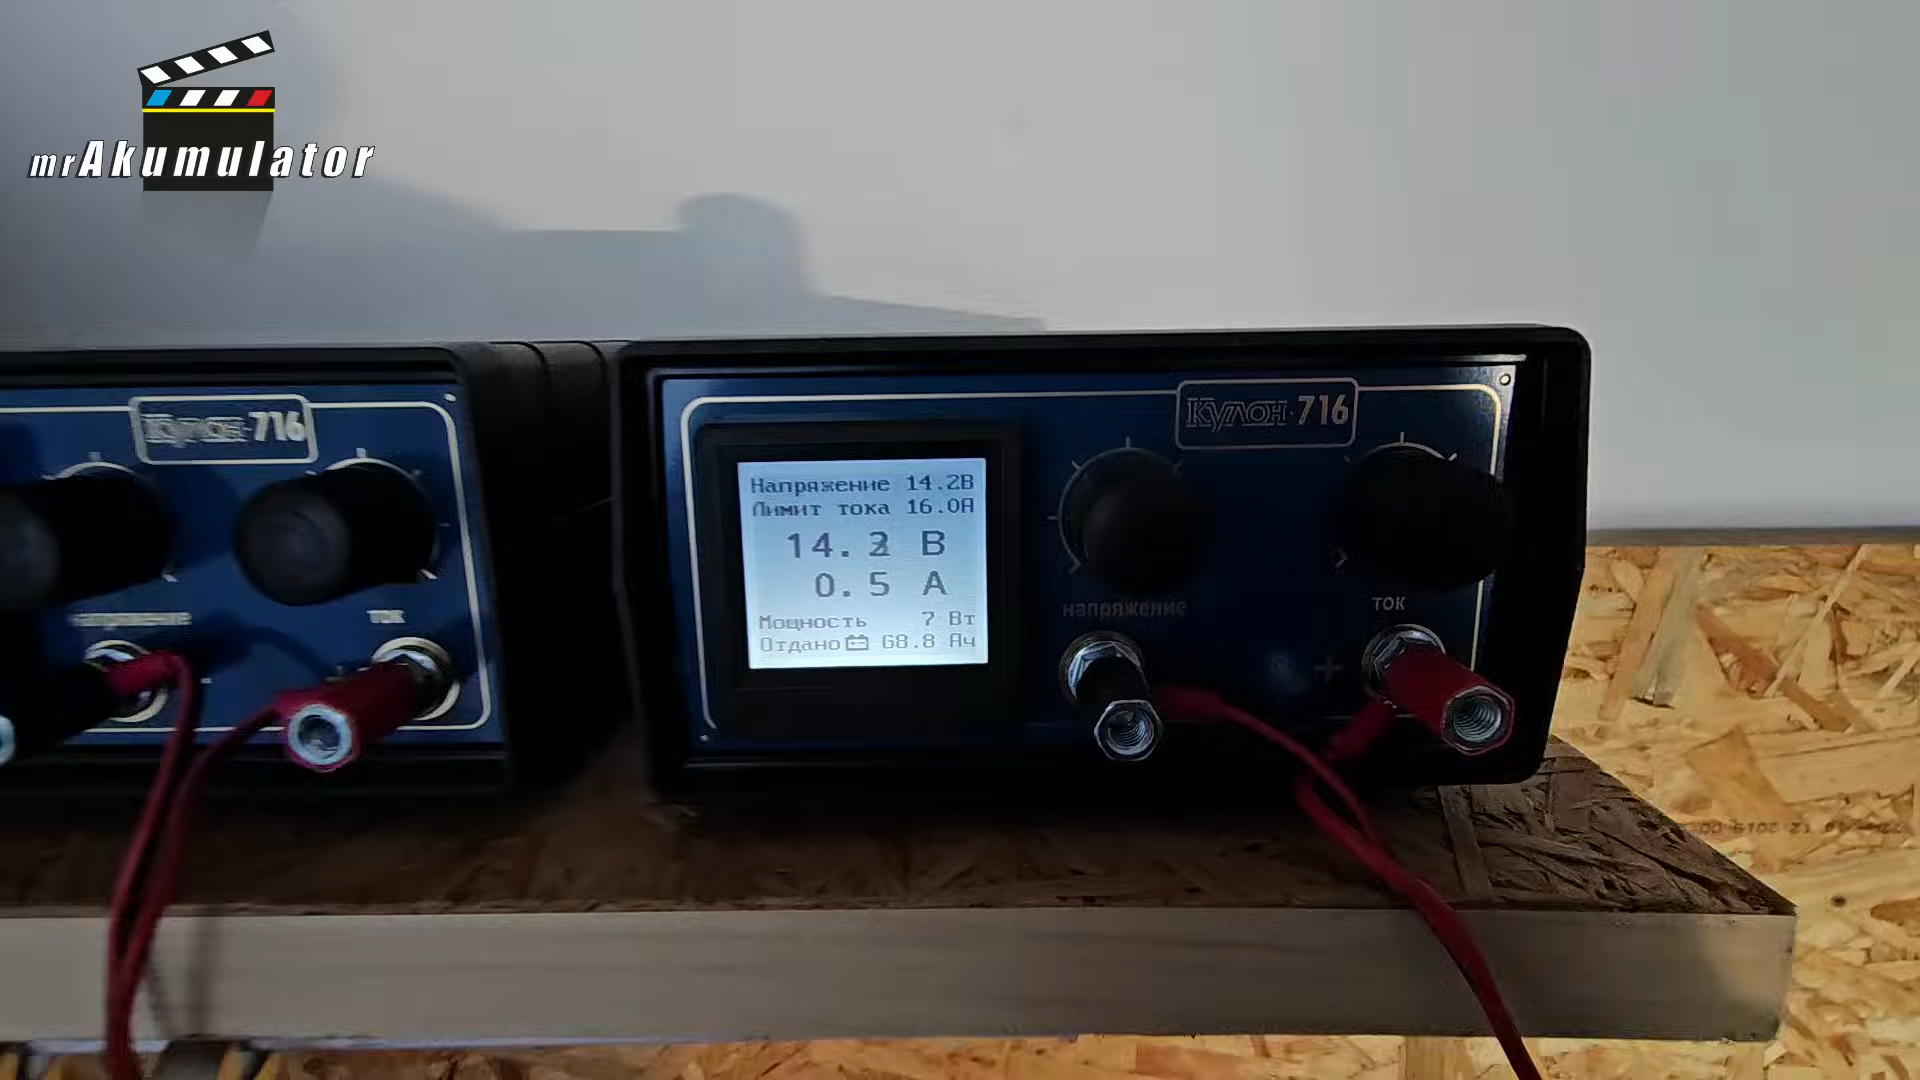 mrAkumulator
Кулон-716
напряжение
ток
Кулон-716
Напряжение 14.2В
Лимит тока 16.0А
14.2 В
0.5 А
Мощность 7 Вт
Отдано 68.8 Ач
напряжение
ток
+